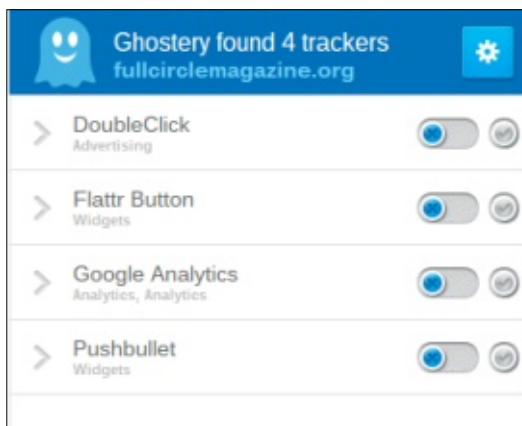 Ghostery found 4 trackers
fullcirclemagazine.org
DoubleClick
Advertising
Flattr Button
Widgets
Google Analytics
Analytics, Analytics
Pushbullet
Widgets